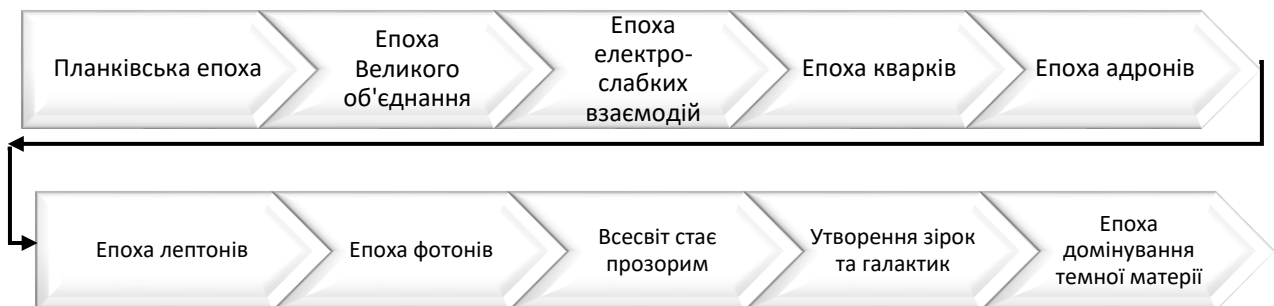 Планківська епоха
Епоха
Великого
об'єднання
Епоха
електро-
слабких
взаємодій
Епоха кварків
Епоха адронів
Епоха лептонів
Епоха фотонів
Всесвіт стає
прозорим
Утворення зірок
та галактик
Епоха
домінування
темної матерії